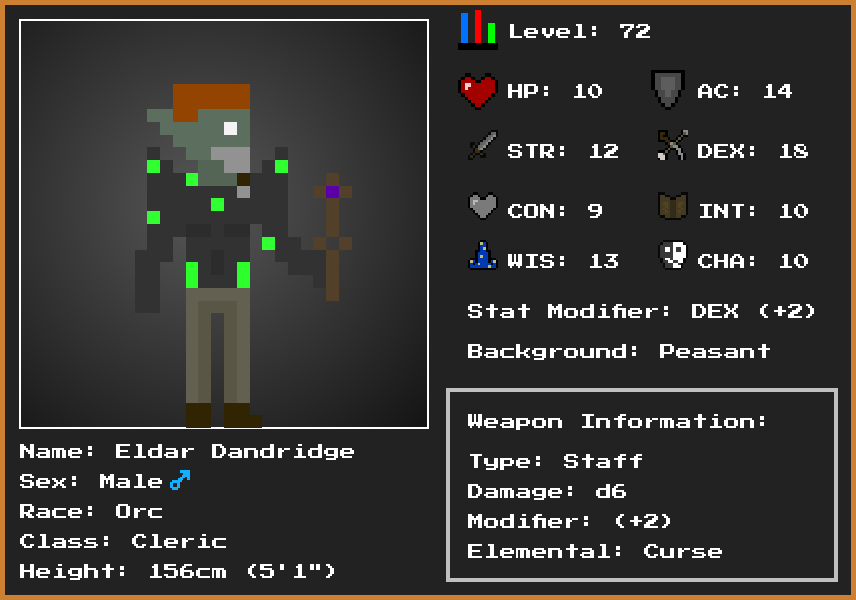 Level: 72
HP: 10
AC: 14
STR: 12
DEX: 18
CON: 9
INT: 10
WIS: 13
CHA: 10
Stat Modifier: DEX (+2)
Background: Peasant
Weapon Information:
Type: Staff
Damage: d6
Modifier: (+2)
Elemental: Curse
Name: Eldar Dandridge
Sex: Male ♂
Race: Orc
Class: Cleric
Height: 156cm (5'1")